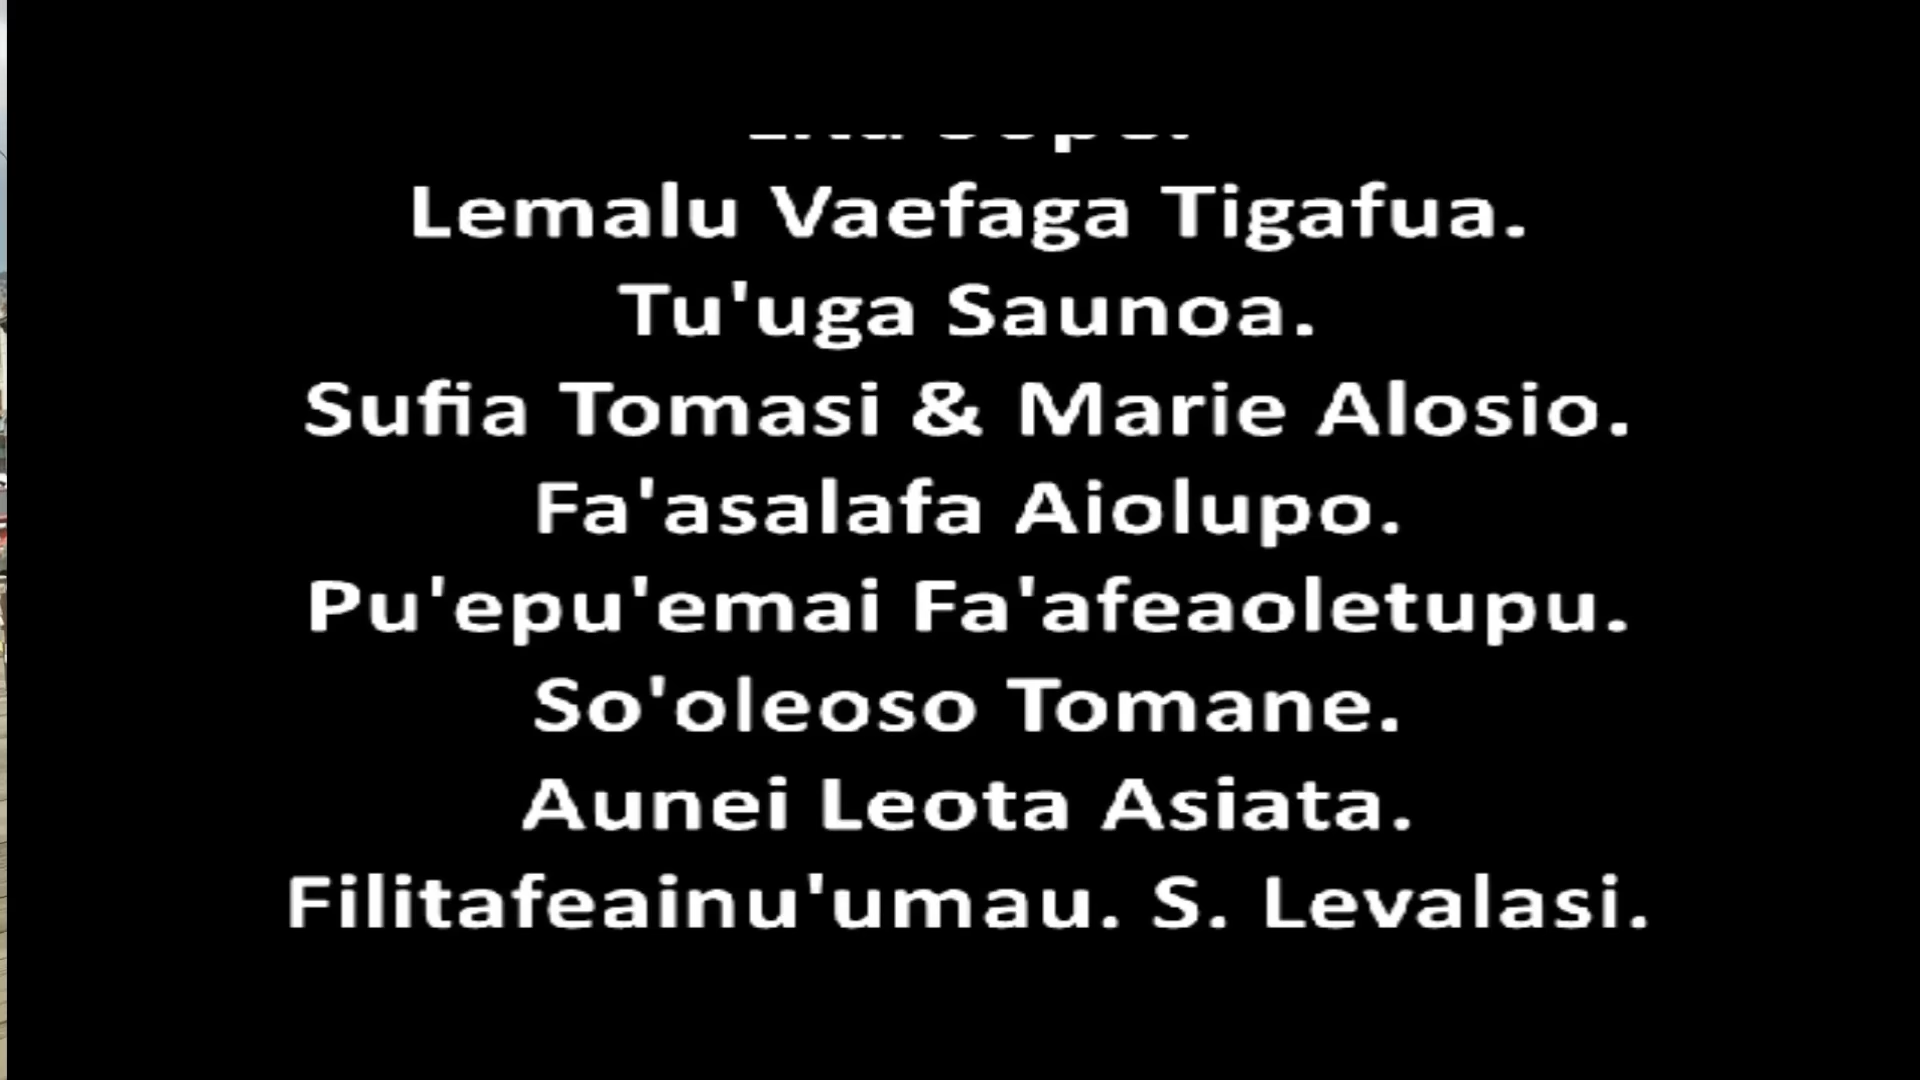 Lemalu Vaefaga Tigafua.
Tu'uga Saunoa.
Sufia Tomasi & Marie Alosio.
Fa'asalafa Aiolupo.
Pu'epu'emai Fa'afeaoletupu.
So'oleoso Tomane.
Aunei Leota Asiata.
Filitafeainu'umau. S. Levalasi.